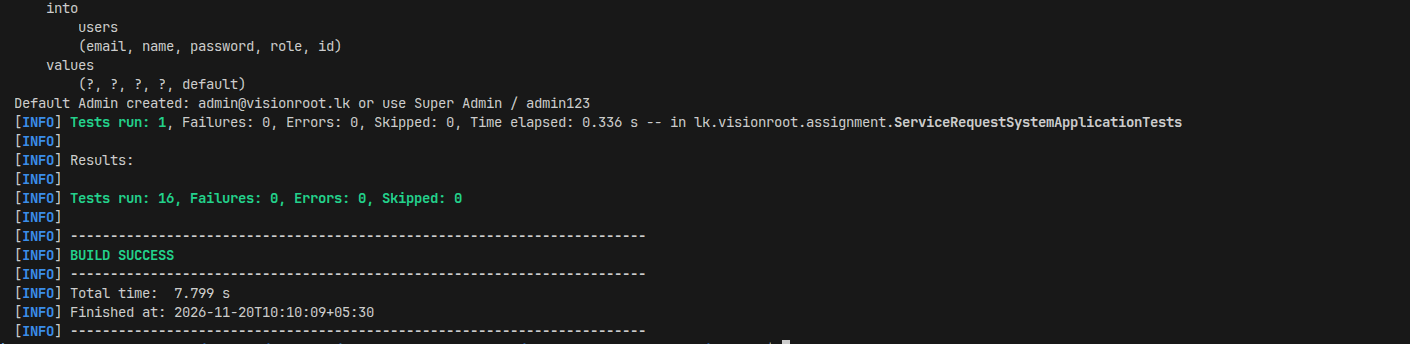 into
users
(email, name, password, role, id)
values
(?, ?, ?, ?, default)
Default Admin created: admin@visionroot.lk or use Super Admin / admin123
[INFO] Tests run: 1, Failures: 0, Errors: 0, Skipped: 0, Time elapsed: 0.336 s -- in lk.visionroot.assignment.ServiceRequestSystemApplicationTests
[INFO]
[INFO] Results:
[INFO]
[INFO] Tests run: 16, Failures: 0, Errors: 0, Skipped: 0
[INFO]
[INFO] ------------------------------------------------------------------------
[INFO] BUILD SUCCESS
[INFO] ------------------------------------------------------------------------
[INFO] Total time:  7.799 s
[INFO] Finished at: 2026-11-20T10:10:09+05:30
[INFO] ------------------------------------------------------------------------